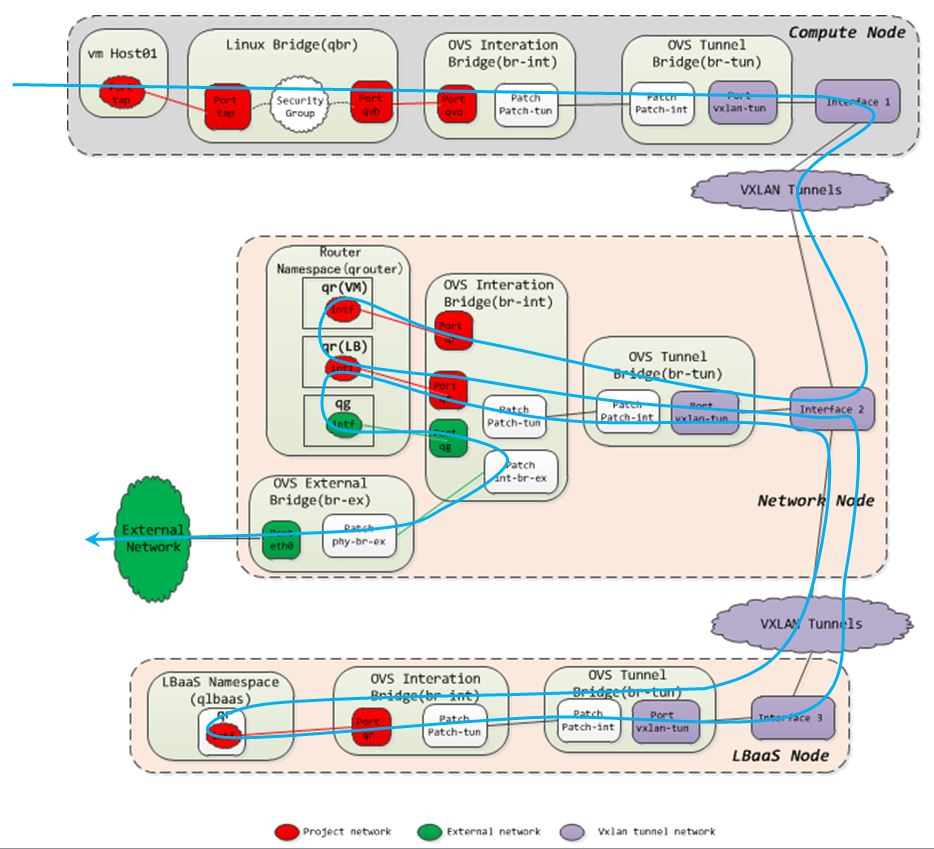 Compute Node
vm Host01
Port
tap
Linux Bridge(qbr)
Port
tap
Security
Group
Port
qvb
OVS Interation
Bridge(br-int)
Port
qvo
Patch
Patch-tun
OVS Tunnel
Bridge(br-tun)
Patch
Patch-int
Port
vxlan-tun
Interface 1
VXLAN Tunnels
Router
Namespace(qrouter)
qr(VM)
intf
qr(LB)
intf
qg
intf
OVS Interation
Bridge(br-int)
Port
Port
Port
qg
Patch
Patch-tun
Patch
int-br-ex
OVS Tunnel
Bridge(br-tun)
Patch
Patch-int
Port
vxlan-tun
Interface 2
Network Node
OVS External
Bridge(br-ex)
Port
eth0
Patch
phy-br-ex
External
Network
VXLAN Tunnels
LBaaS Namespace
(qlbaas)
qr
intf
OVS Interation
Bridge(br-int)
Port
qr
Patch
Patch-tun
OVS Tunnel
Bridge(br-tun)
Patch
Patch-int
Port
vxlan-tun
Interface 3
LBaaS Node
Project network
External network
Vxlan tunnel network